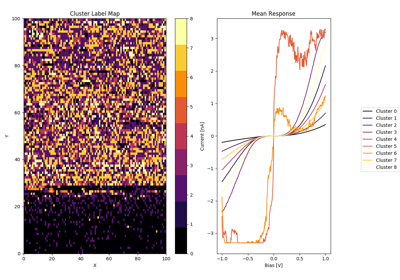 Cluster Label Map
Mean Response
100
80
60
40
20
0
0 20 40 60 80 100
x
y
8
7
6
5
4
3
2
1
0
Current [nA]
3
2
1
0
−1
−2
−3
−1.0 −0.5 0.0 0.5 1.0
Bias [V]
Cluster 0
Cluster 1
Cluster 2
Cluster 3
Cluster 4
Cluster 5
Cluster 6
Cluster 7
Cluster 8